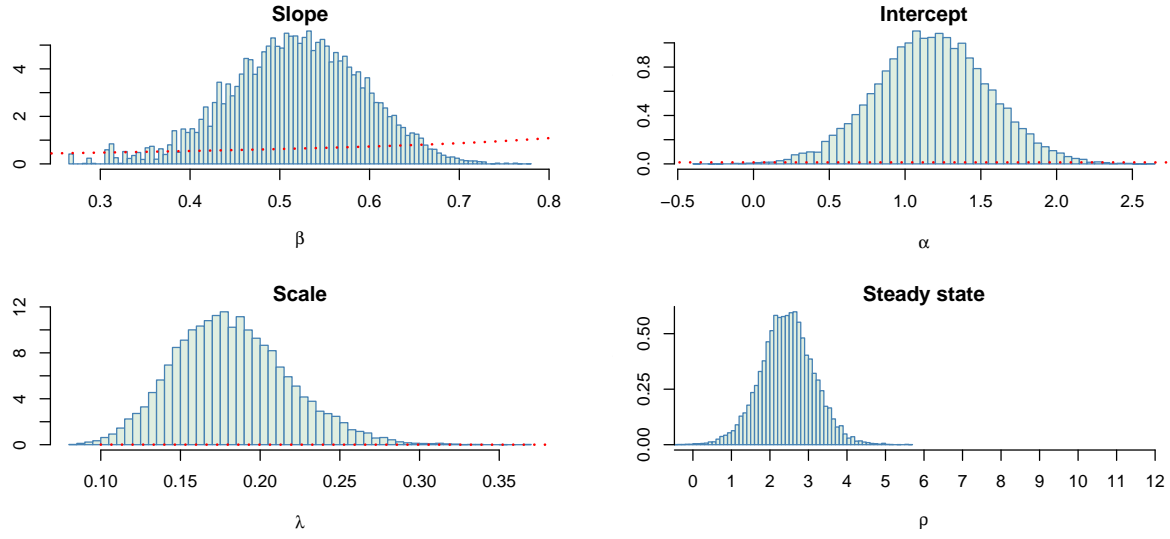 Slope
0 2 4
0.3 0.4 0.5 0.6 0.7 0.8
β
Intercept
0.0 0.4 0.8
−0.5 0.0 0.5 1.0 1.5 2.0 2.5
α
Scale
0 4 8 12
0.10 0.15 0.20 0.25 0.30 0.35
λ
Steady state
0.00 0.25 0.50
0 1 2 3 4 5 6 7 8 9 10 11 12
ρ